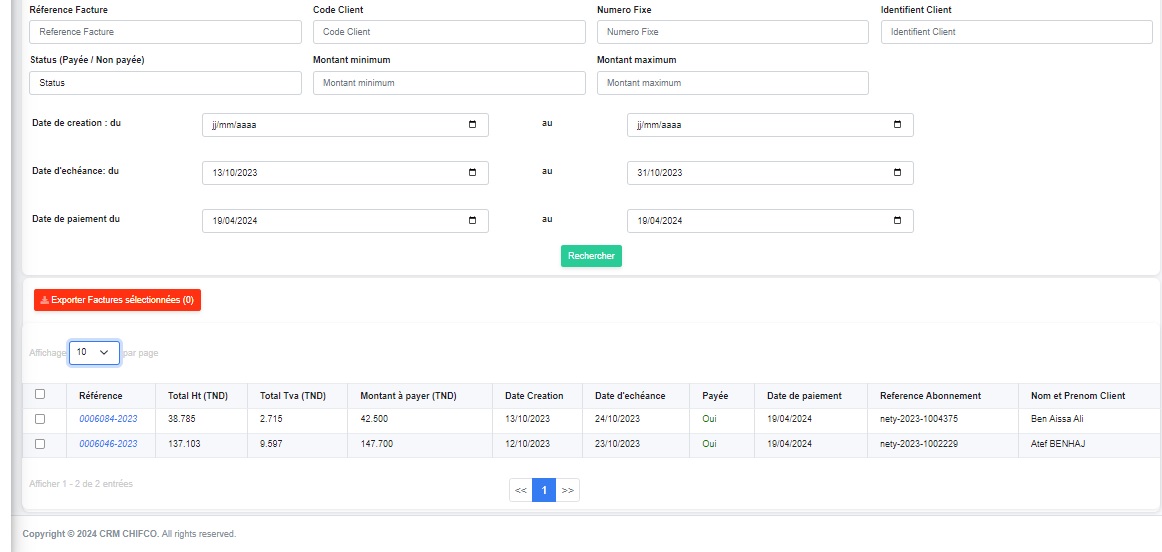 Réference Facture Code Client Numero Fixe Identifient Client
Reference Facture Code Client Numero Fixe Identifient Client
Status (Payée / Non payée) Montant minimum Montant maximum
Status Montant minimum Montant maximum
Date de creation : du jj/mm/aaaa au jj/mm/aaaa
Date d'echéance: du 13/10/2023 au 31/10/2023
Date de paiement du 19/04/2024 au 19/04/2024
Rechercher
Exporter Factures sélectionnées (0)
Affichage 10 par page
Référence Total Ht (TND) Total Tva (TND) Montant à payer (TND) Date Creation Date d'echéance Payée Date de paiement Reference Abonnement Nom et Prenom Client
0006084-2023 38.785 2.715 42.500 13/10/2023 24/10/2023 Oui 19/04/2024 nety-2023-1004375 Ben Aissa Ali
0006046-2023 137.103 9.597 147.700 12/10/2023 23/10/2023 Oui 19/04/2024 nety-2023-1002229 Atef BENHAJ
Afficher 1 - 2 de 2 entrées << 1 >>
Copyright © 2024 CRM CHIFCO. All rights reserved.